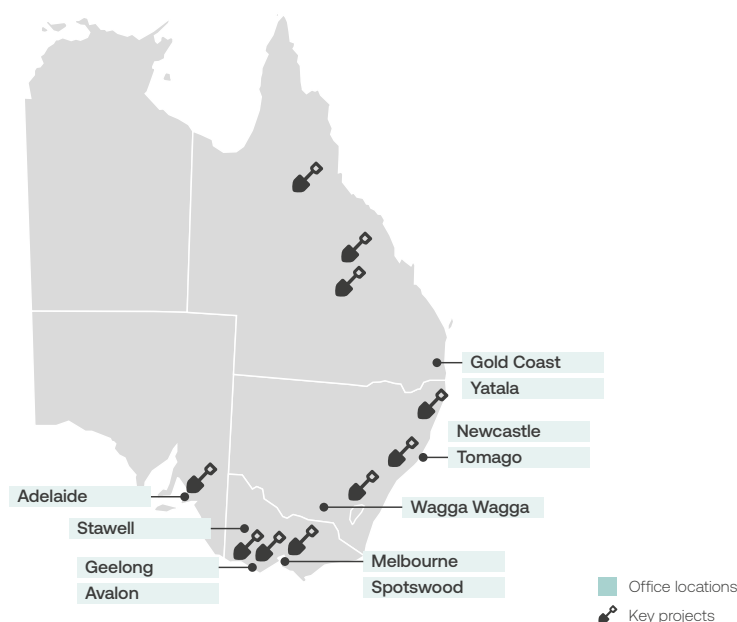 Gold Coast
Yatala
Newcastle
Tomago
Adelaide
Wagga Wagga
Stawell
Geelong
Avalon
Melbourne
Spotswood
Office locations
Key projects